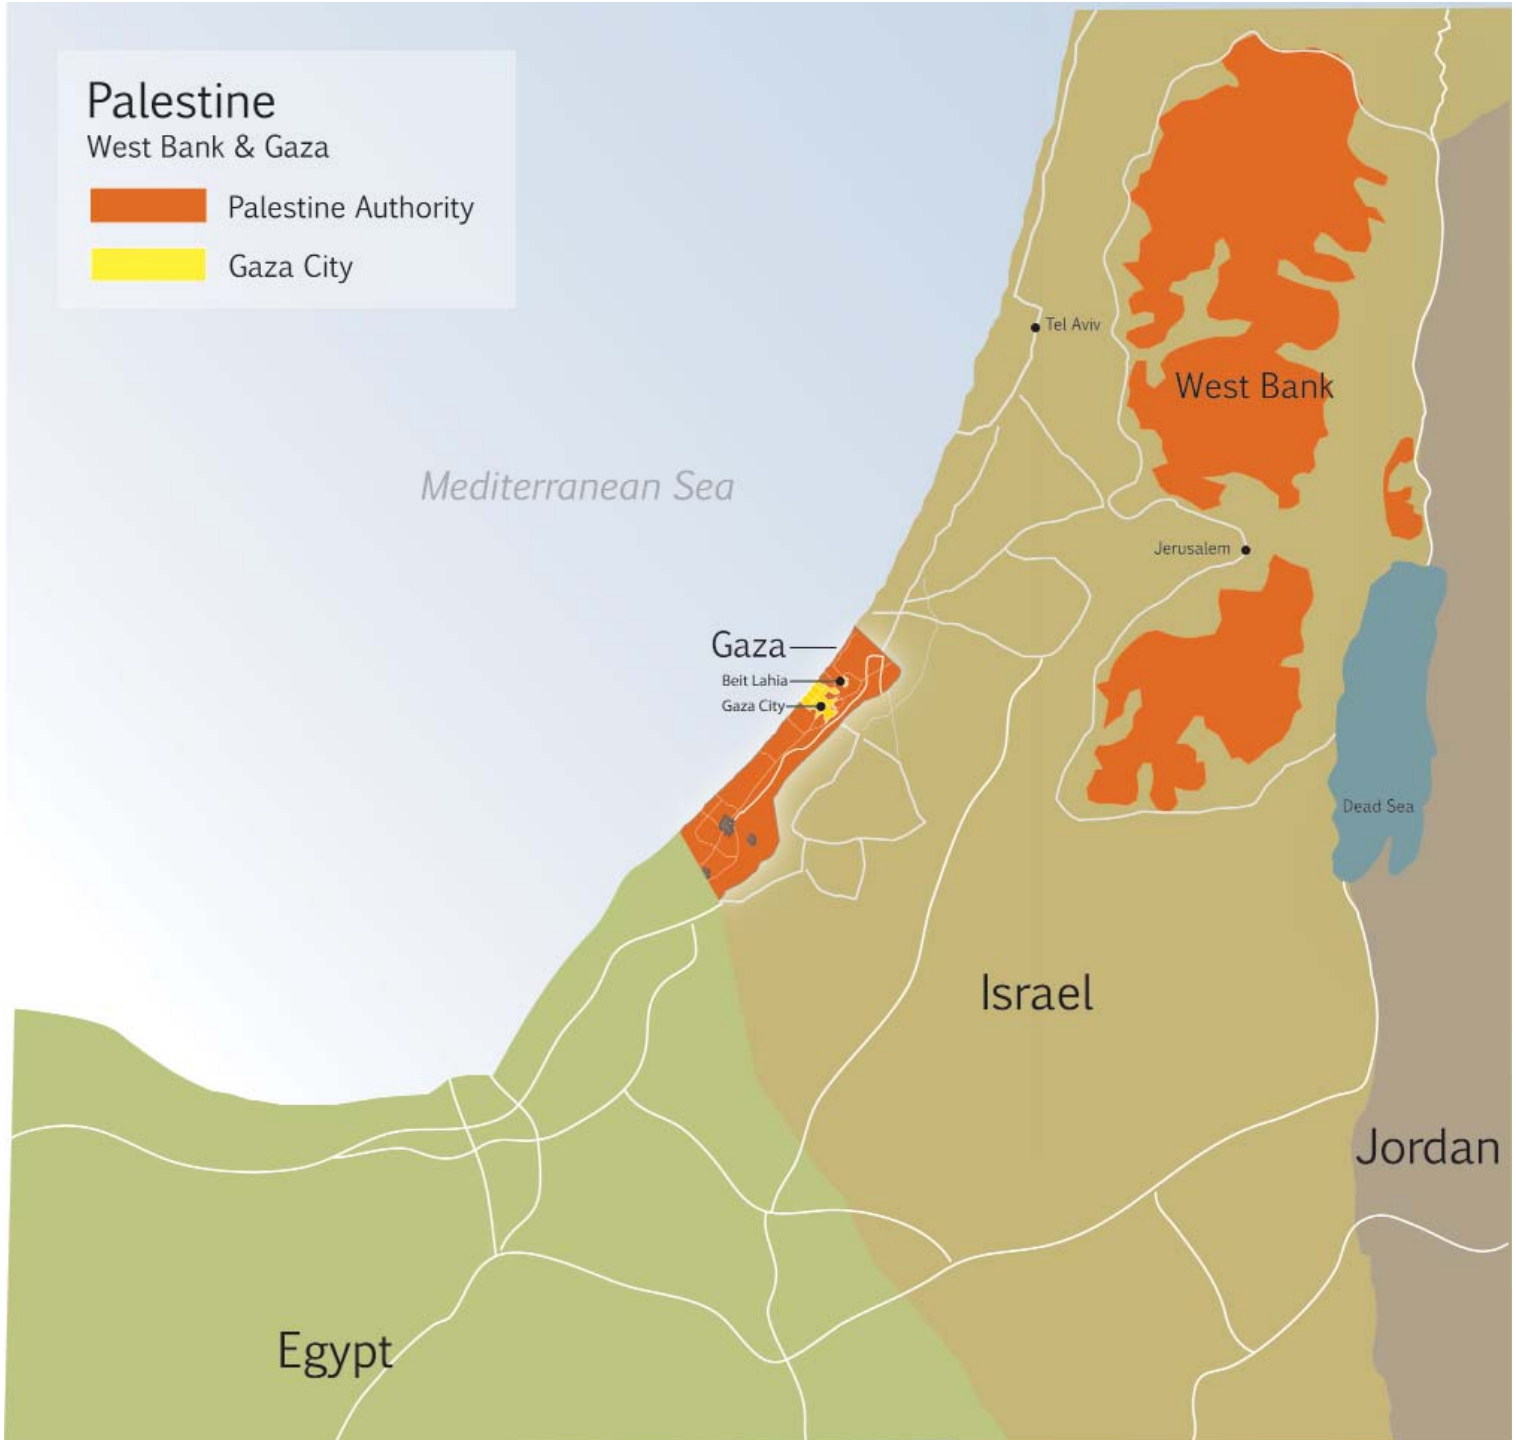 Palestine
West Bank & Gaza
Palestine Authority
Gaza City
Tel Aviv
West Bank
Mediterranean Sea
Jerusalem
Gaza
Beit Lahia
Gaza City
Dead Sea
Israel
Jordan
Egypt